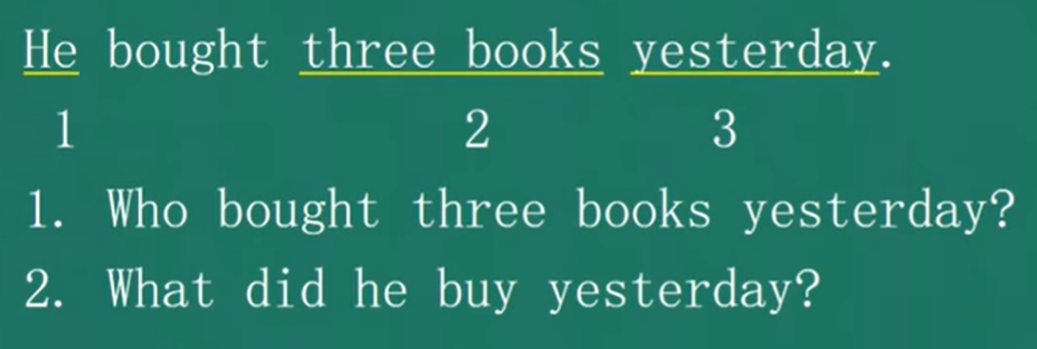 He bought three books yesterday.
1 2 3
1. Who bought three books yesterday?
2. What did he buy yesterday?